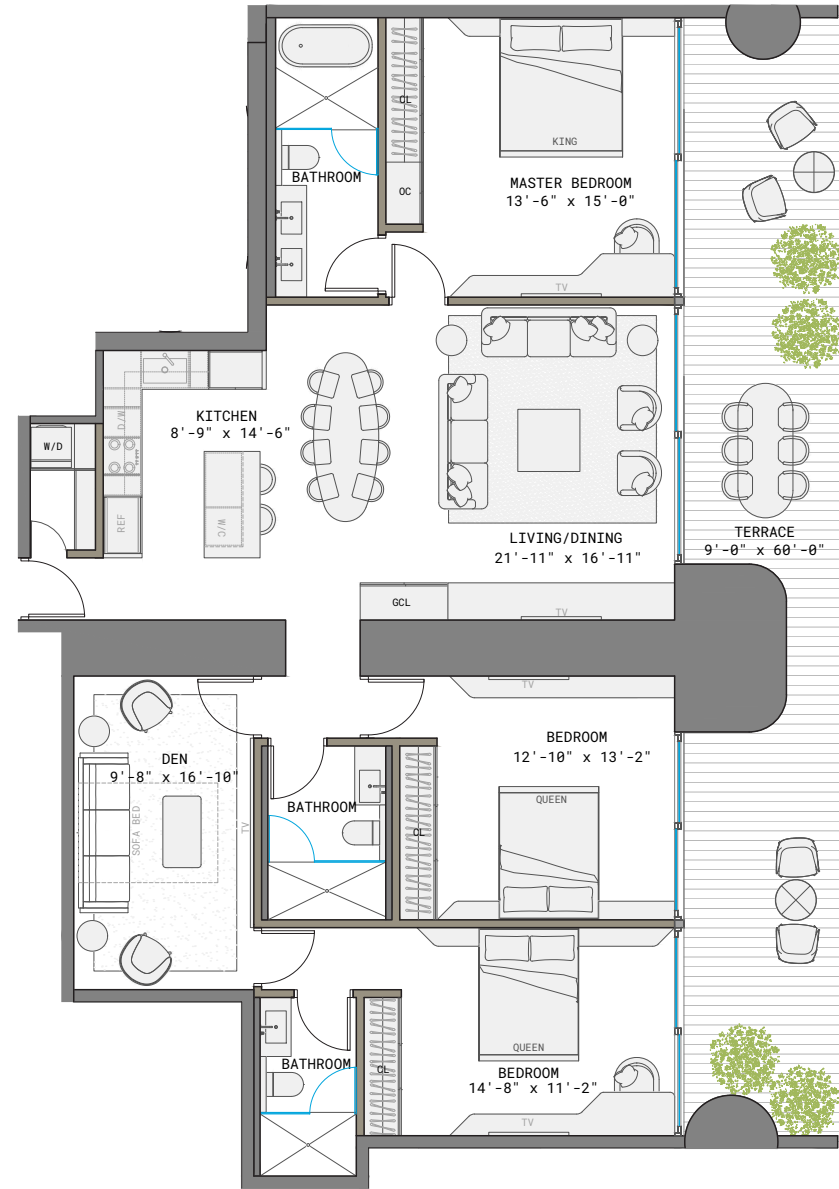 CL
KING
BATHROOM
OC
MASTER BEDROOM
13'-6" x 15'-0"
TV
KITCHEN
8'-9" x 14'-6"
D/W
W/D
REF
W/C
LIVING/DINING
21'-11" x 16'-11"
TERRACE
9'-0" x 60'-0"
GCL
TV
TV
BEDROOM
12'-10" x 13'-2"
DEN
9'-8" x 16'-10"
SOFA BED
TV
BATHROOM
QUEEN
CL
QUEEN
BATHROOM
CL
BEDROOM
14'-8" x 11'-2"
TV